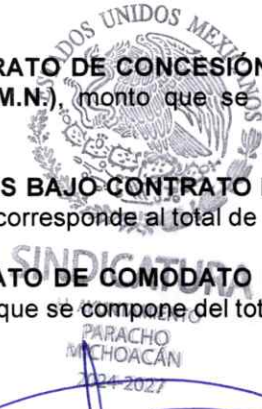 UNIDOS MEXI
RATO DE CONCESIÓN
M.N.), monto que se
S BAJO CONTRATO
corresponde al total de
SINDICATURA
ATO DE COMODATO
que se compone del tot
PARACHO
MICHOACÁN
2024-2027